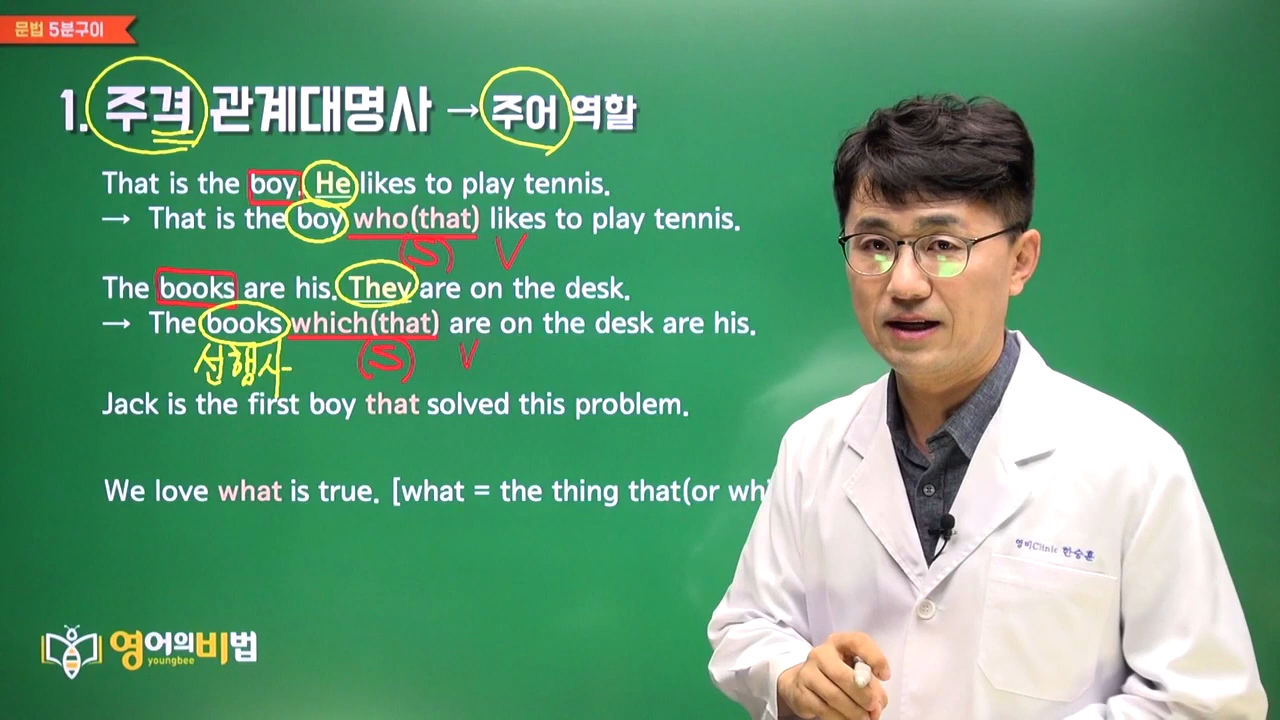 문법 5분구이
1. 주격 관계대명사 → 주어 역할
That is the boy. He likes to play tennis.
→ That is the boy who(that) likes to play tennis.
(S) V
The books are his. They are on the desk.
→ The books which(that) are on the desk are his.
선행사 (S) V
Jack is the first boy that solved this problem.
We love what is true. [what = the thing that(or
영비Clinic 한승훈
영어의비법
youngbee